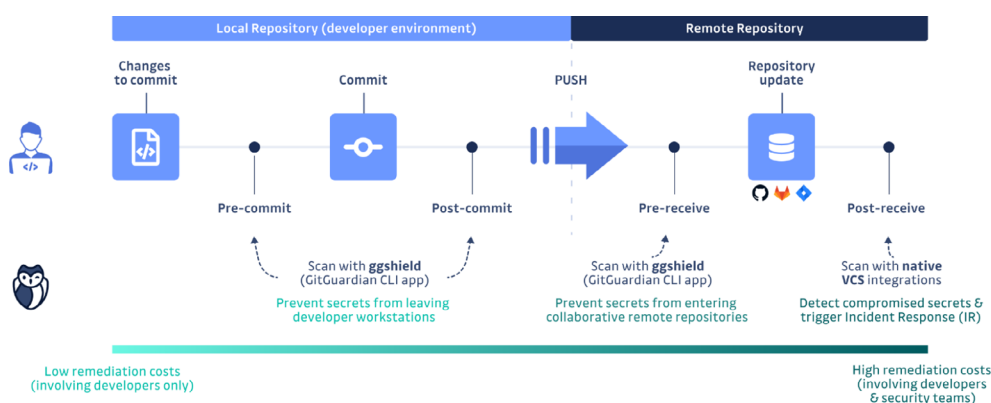 Local Repository (developer environment)
Remote Repository
Changes
to commit
Commit
PUSH
Repository
update
</>
</>
Pre-commit
Post-commit
Pre-receive
Post-receive
Scan with ggshield
(GitGuardian CLI app)
Prevent secrets from leaving
developer workstations
Scan with ggshield
(GitGuardian CLI app)
Prevent secrets from entering
collaborative remote repositories
Scan with native
VCS integrations
Detect compromised secrets &
trigger Incident Response (IR)
Low remediation costs
(involving developers only)
High remediation costs
(involving developers
& security teams)